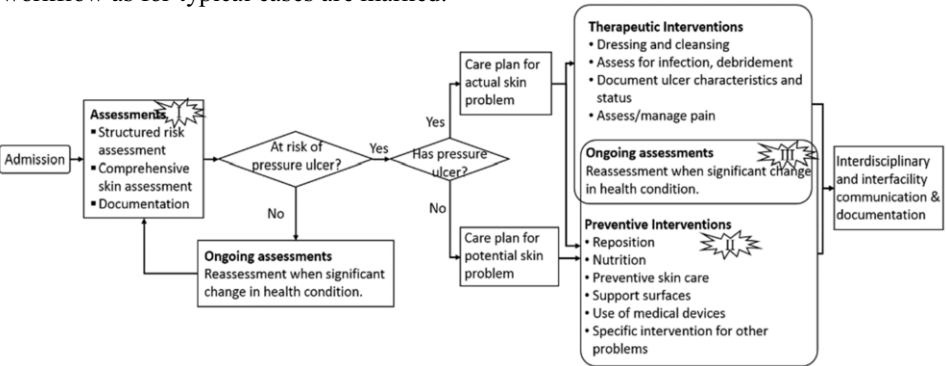 workflow as for typical cases are marked.
Admission
Assessments
I
▪ Structured risk
assessment
▪ Comprehensive
skin assessment
▪ Documentation
At risk of
pressure ulcer?
Yes
No
Ongoing assessments
Reassessment when significant
change in health condition.
Has pressure
ulcer?
Yes
No
Care plan for
actual skin
problem
Care plan for
potential skin
problem
Therapeutic Interventions
• Dressing and cleansing
• Assess for infection, debridement
• Document ulcer characteristics and
status
• Assess/manage pain
Ongoing assessments
III
Reassessment when significant change
in health condition.
Preventive Interventions
II
• Reposition
• Nutrition
• Preventive skin care
• Support surfaces
• Use of medical devices
• Specific intervention for other
problems
Interdisciplinary
and interfacility
communication &
documentation